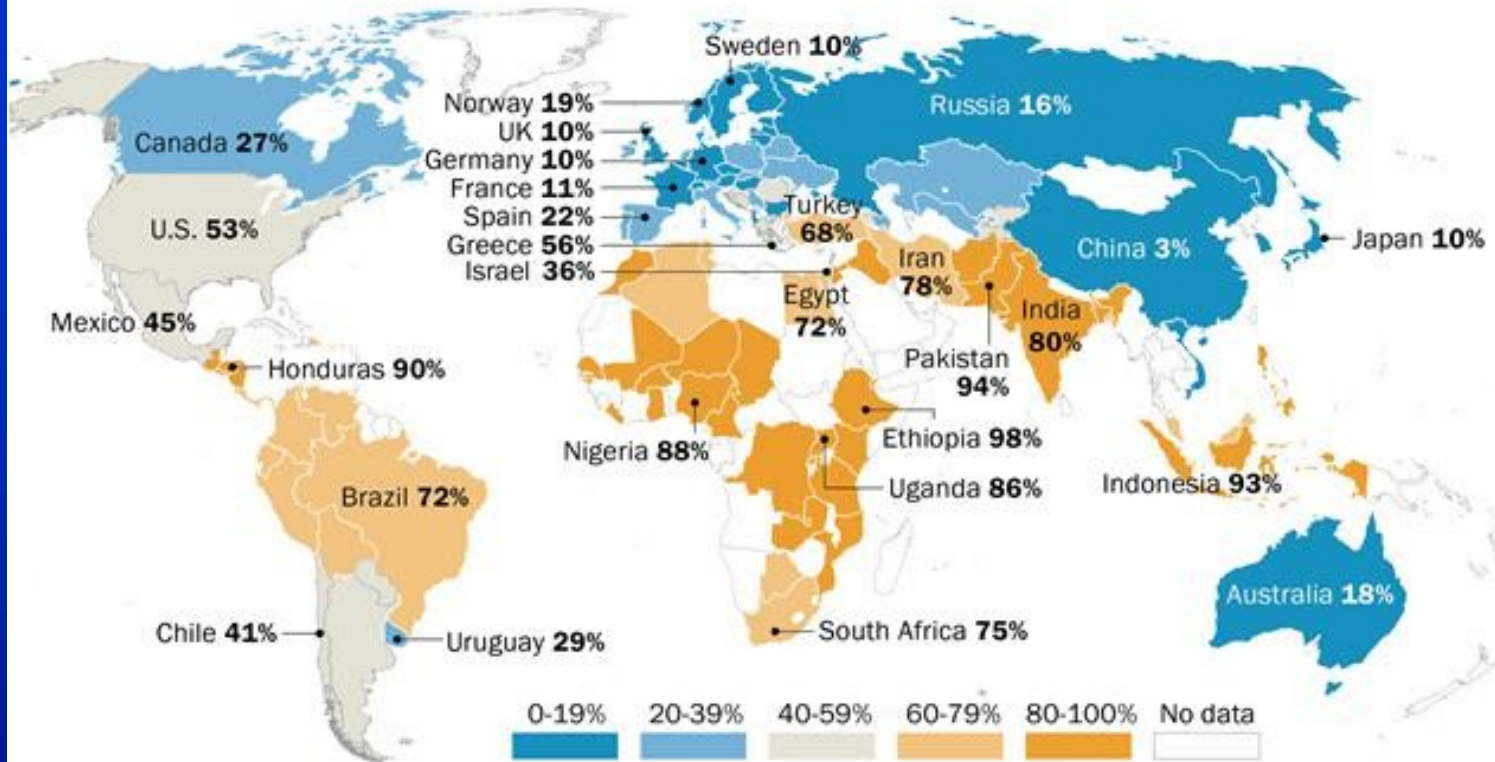 Sweden 10%
Norway 19%
Russia 16%
UK 10%
Canada 27%
Germany 10%
France 11%
Spain 22%
Turkey
68%
U.S. 53%
Greece 56%
China 3%
Japan 10%
Israel 36%
Iran
78%
Egypt
72%
India
80%
Mexico 45%
Pakistan
94%
Honduras 90%
Nigeria 88%
Ethiopia 98%
Uganda 86%
Indonesia 93%
Brazil 72%
Australia 18%
Chile 41%
Uruguay 29%
South Africa 75%
0-19% 20-39% 40-59% 60-79% 80-100% No data